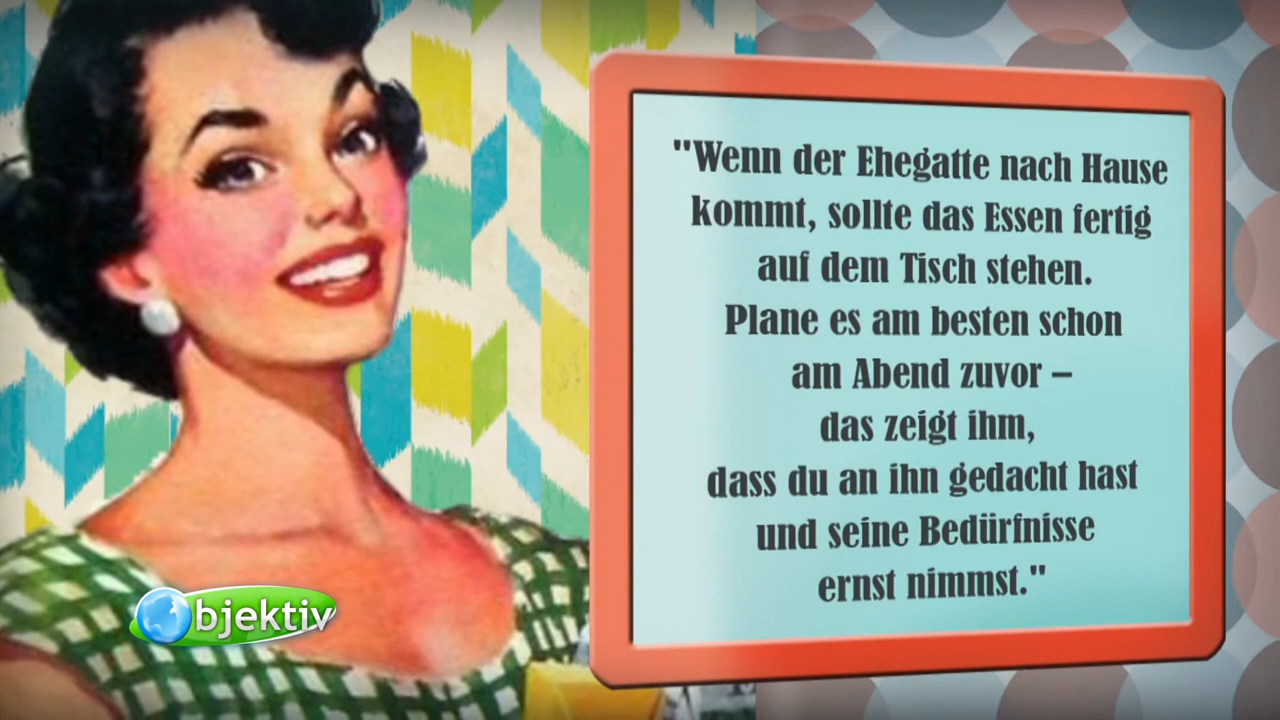 "Wenn der Ehegatte nach Hause
kommt, sollte das Essen fertig
auf dem Tisch stehen.
Plane es am besten schon
am Abend zuvor –
das zeigt ihm,
dass du an ihn gedacht hast
und seine Bedürfnisse
ernst nimmst."
Objektiv